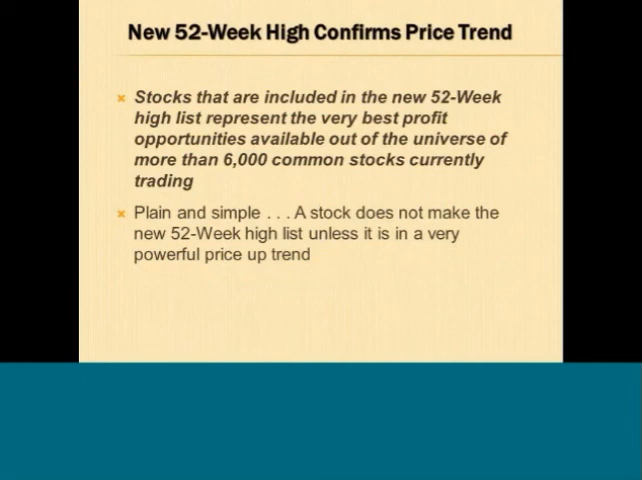 New 52-Week High Confirms Price Trend
Stocks that are included in the new 52-Week
high list represent the very best profit
opportunities available out of the universe of
more than 6,000 common stocks currently
trading
Plain and simple . . . A stock does not make the
new 52-Week high list unless it is in a very
powerful price up trend